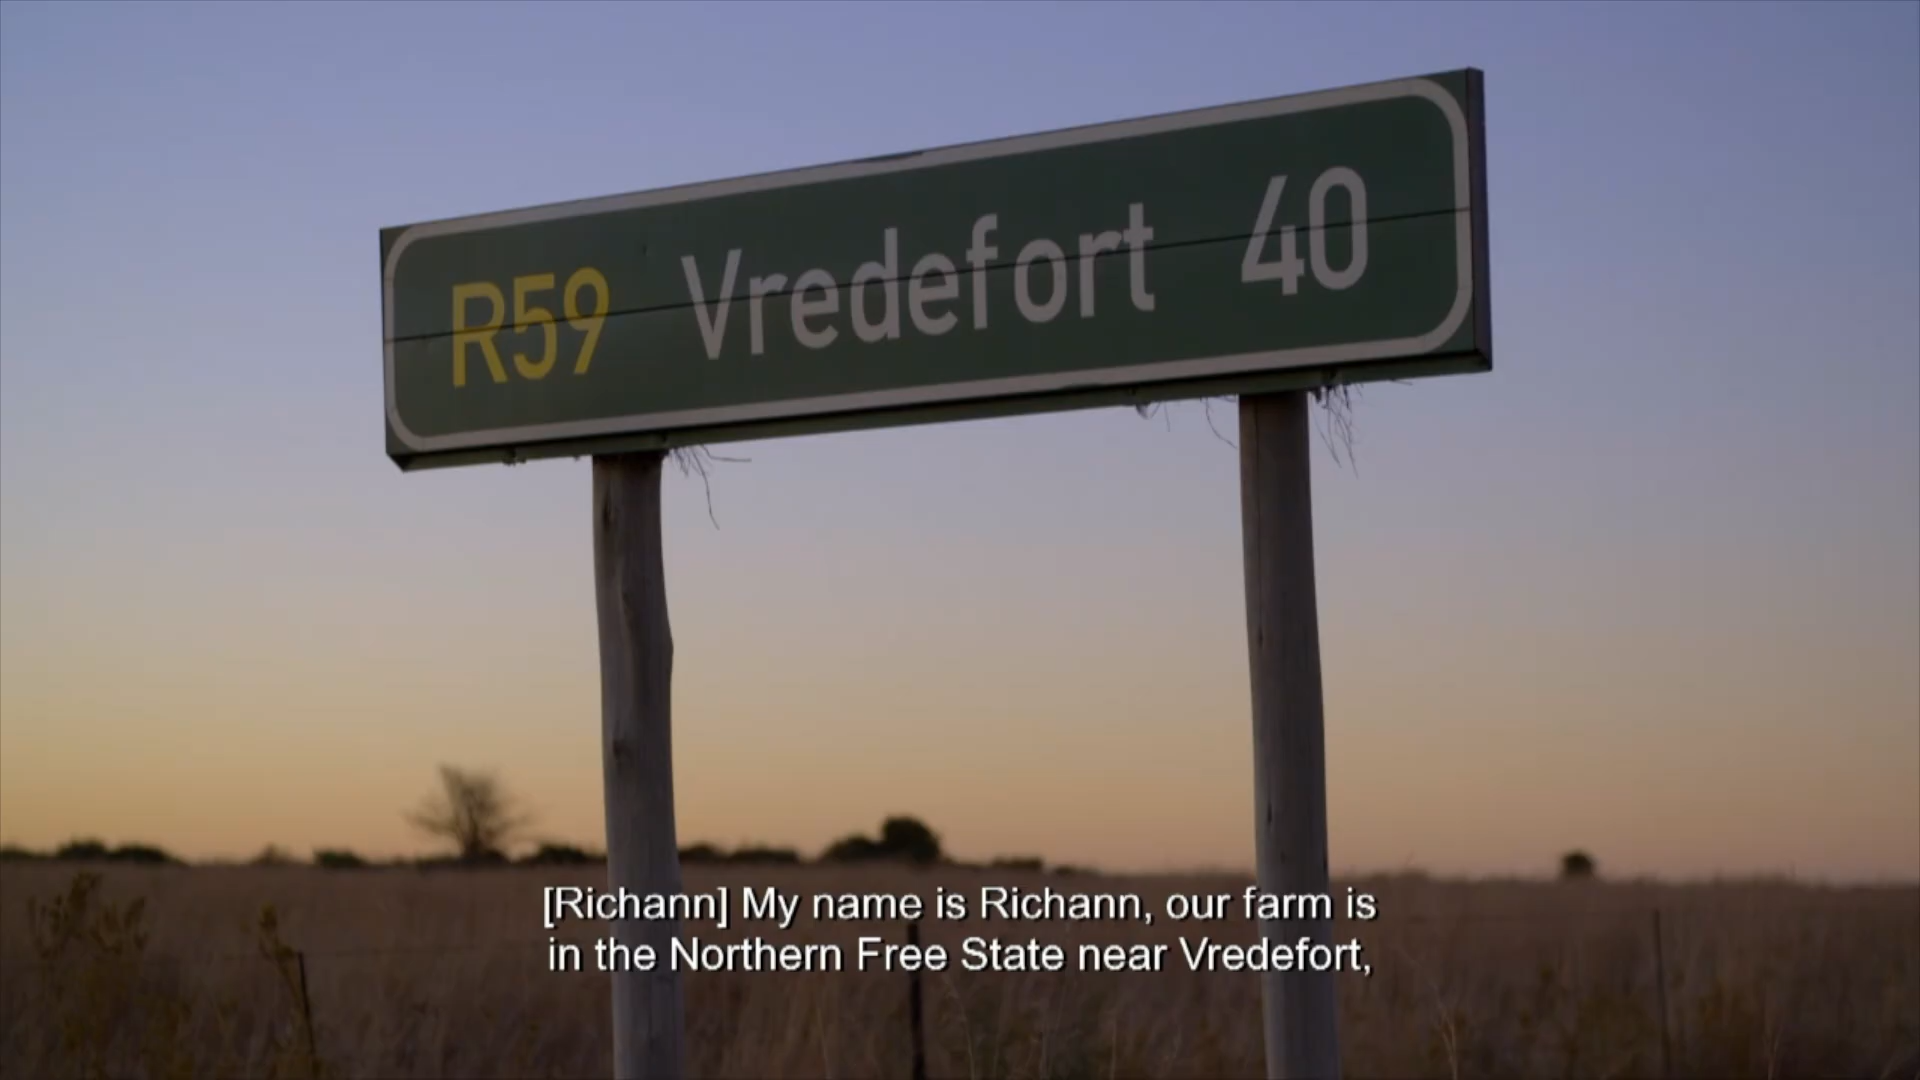 R59 Vredefort 40
[Richann] My name is Richann, our farm is
in the Northern Free State near Vredefort,